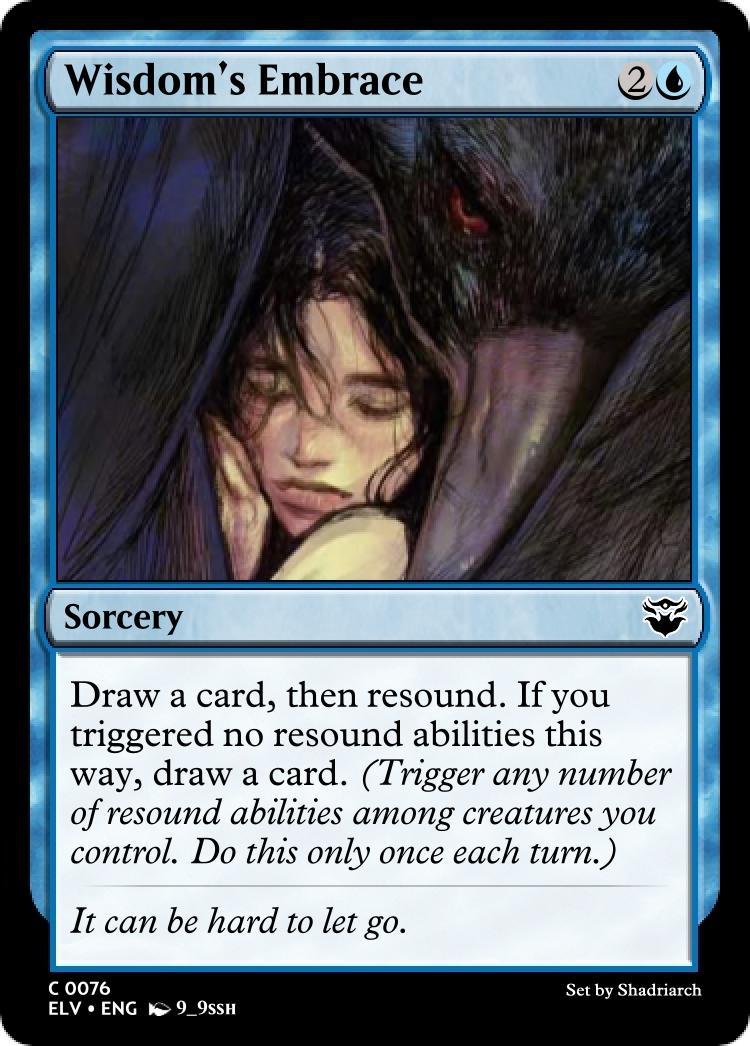 Wisdom's Embrace 2
Sorcery
Draw a card, then resound. If you
triggered no resound abilities this
way, draw a card. (Trigger any number
of resound abilities among creatures you
control. Do this only once each turn.)
It can be hard to let go.
C 0076
ELV • ENG 9_9SSH
Set by Shadriarch